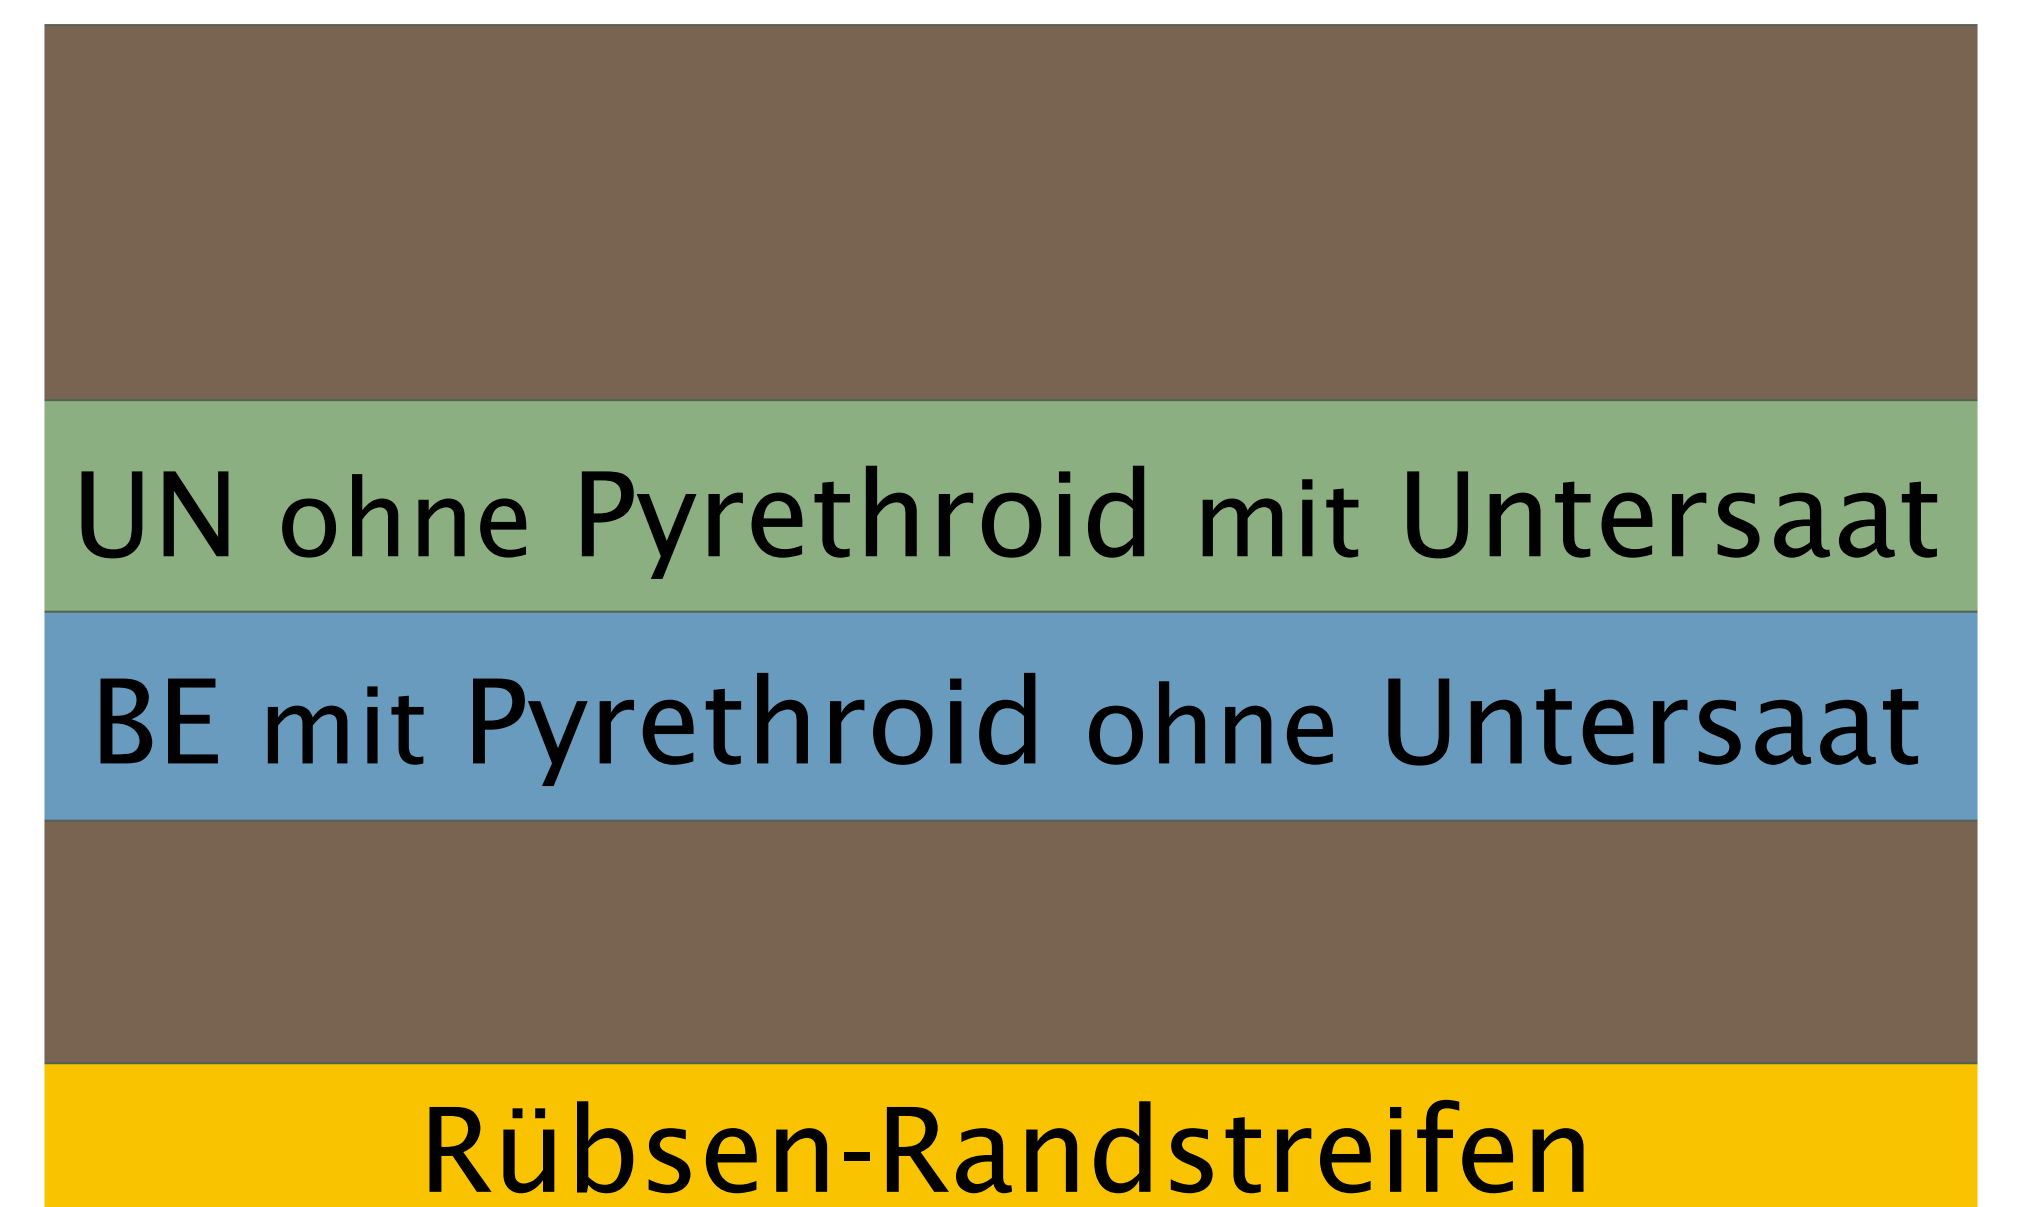 UN ohne Pyrethroid mit Untersaat
BE mit Pyrethroid ohne Untersaat
Rübsen-Randstreifen